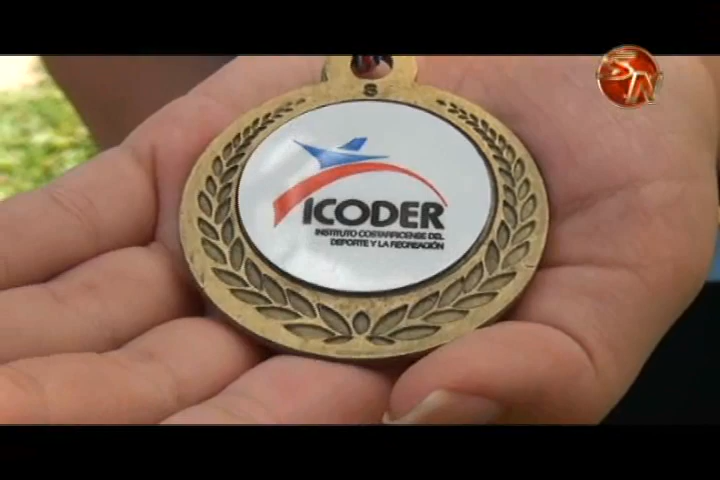 S
ICODER
INSTITUTO COSTARRICENSE DEL
DEPORTE Y LA RECREACIÓN